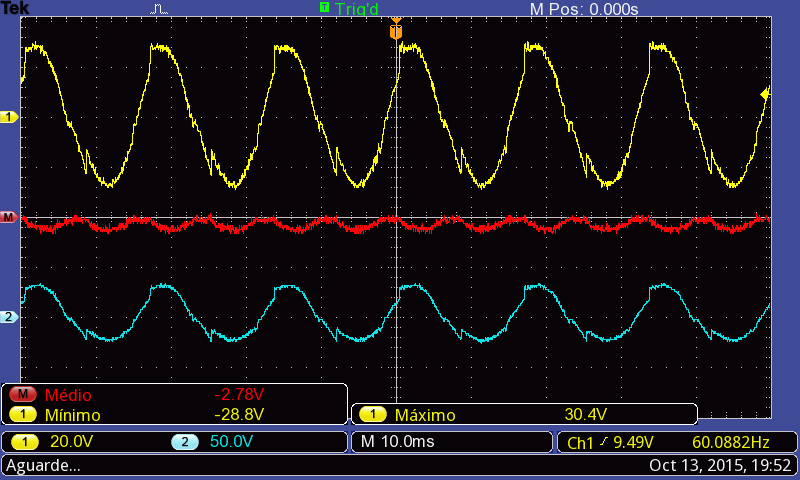 Tek T Trig'd M Pos: 0.000s
T
1
M
2
M Médio -2.78V
1 Mínimo -28.8V 1 Máximo 30.4V
1 20.0V 2 50.0V M 10.0ms Ch1 9.49V 60.0882Hz
Aguarde... Oct 13, 2015, 19:52